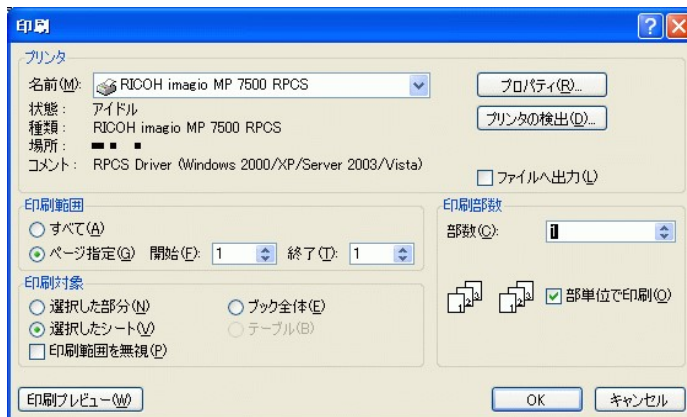 印刷
プリンタ
名前(M): RICOH imagio MP 7500 RPCS
プロパティ(R)...
状態: アイドル
種類: RICOH imagio MP 7500 RPCS
プリンタの検出(D)...
場所:
コメント: RPCS Driver (Windows 2000/XP/Server 2003/Vista)
ファイルへ出力(L)
印刷範囲
すべて(A)
ページ指定(G) 開始(F): 1 終了(T): 1
印刷部数
部数(C): 1
1 2 3 1 2 3
部単位で印刷(O)
印刷対象
選択した部分(N) ブック全体(E)
選択したシート(V) テーブル(B)
印刷範囲を無視(P)
印刷プレビュー(W)
OK キャンセル